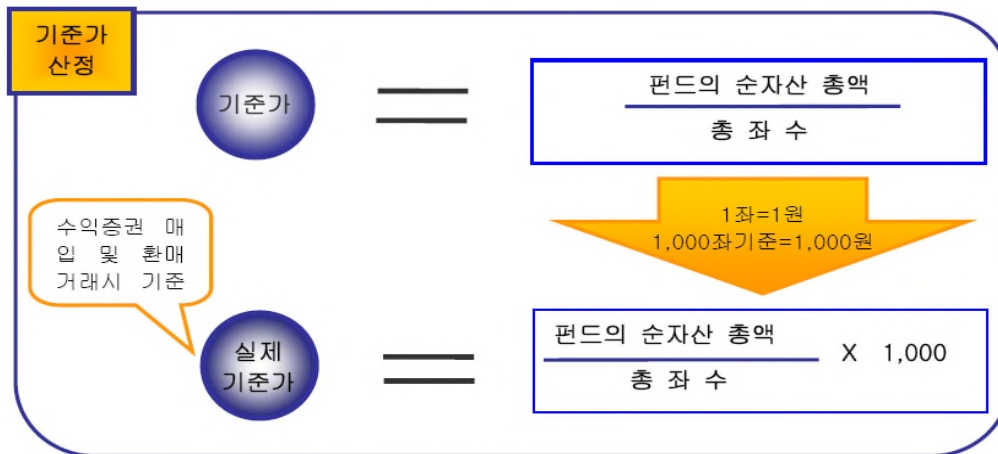 기준가
산정
기준가
펀드의 순자산 총액
총 좌 수
1좌=1원
1,000좌기준=1,000원
수익증권 매
입 및 환매
거래시 기준
실제
기준가
펀드의 순자산 총액
총 좌 수
X 1,000